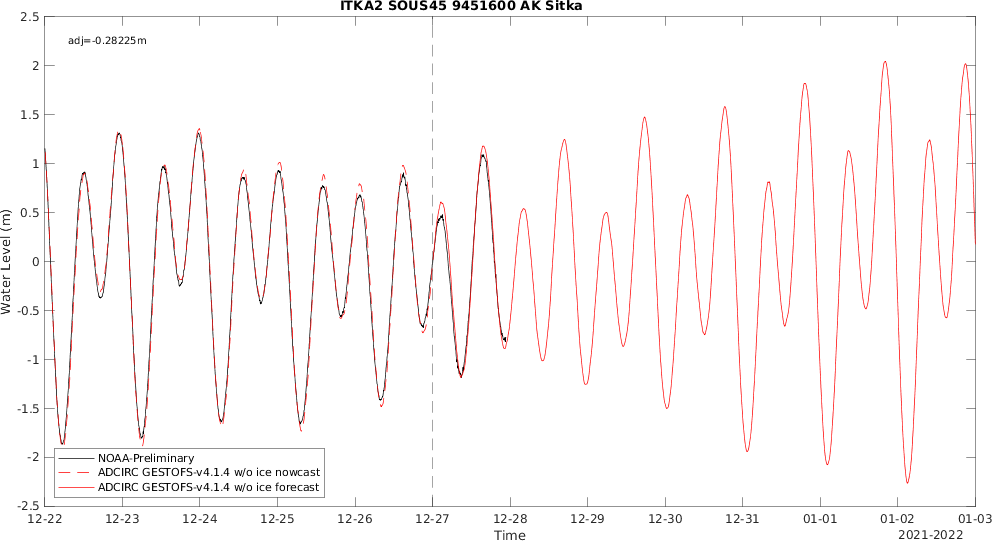 ITKA2 SOUS45 9451600 AK Sitka
adj=-0.28225m
2.5
2
1.5
1
0.5
0
-0.5
-1
-1.5
-2
-2.5
Water Level (m)
NOAA-Preliminary
ADCIRC GESTOFS-v4.1.4 w/o ice nowcast
ADCIRC GESTOFS-v4.1.4 w/o ice forecast
12-22 12-23 12-24 12-25 12-26 12-27 12-28 12-29 12-30 12-31 01-01 01-02 01-03
Time
2021-2022